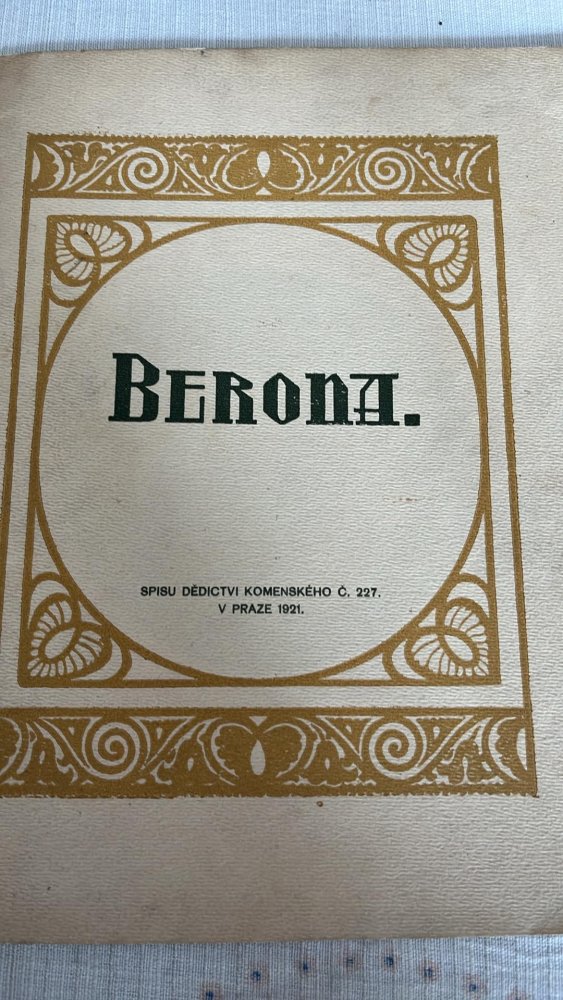 BERONA.
SPISU DĚDICTVI KOMENSKÉHO Č. 227.
V PRAZE 1921.